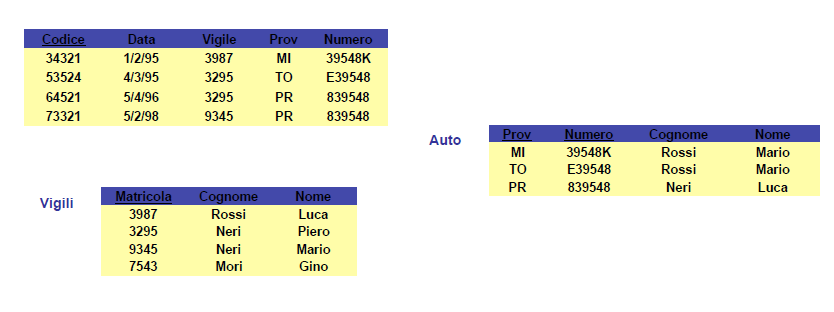 Codice Data Vigile Prov Numero
34321 1/2/95 3987 MI 39548K
53524 4/3/95 3295 TO E39548
64521 5/4/96 3295 PR 839548
73321 5/2/98 9345 PR 839548
Auto
Prov Numero Cognome Nome
MI 39548K Rossi Mario
TO E39548 Rossi Mario
PR 839548 Neri Luca
Vigili
Matricola Cognome Nome
3987 Rossi Luca
3295 Neri Piero
9345 Neri Mario
7543 Mori Gino